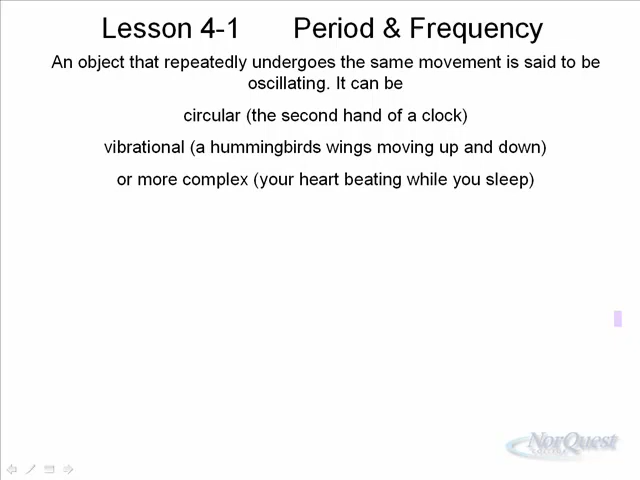 Lesson 4-1 Period & Frequency
An object that repeatedly undergoes the same movement is said to be
oscillating. It can be
circular (the second hand of a clock)
vibrational (a hummingbirds wings moving up and down)
or more complex (your heart beating while you sleep)
NorQuest
COLLEGE